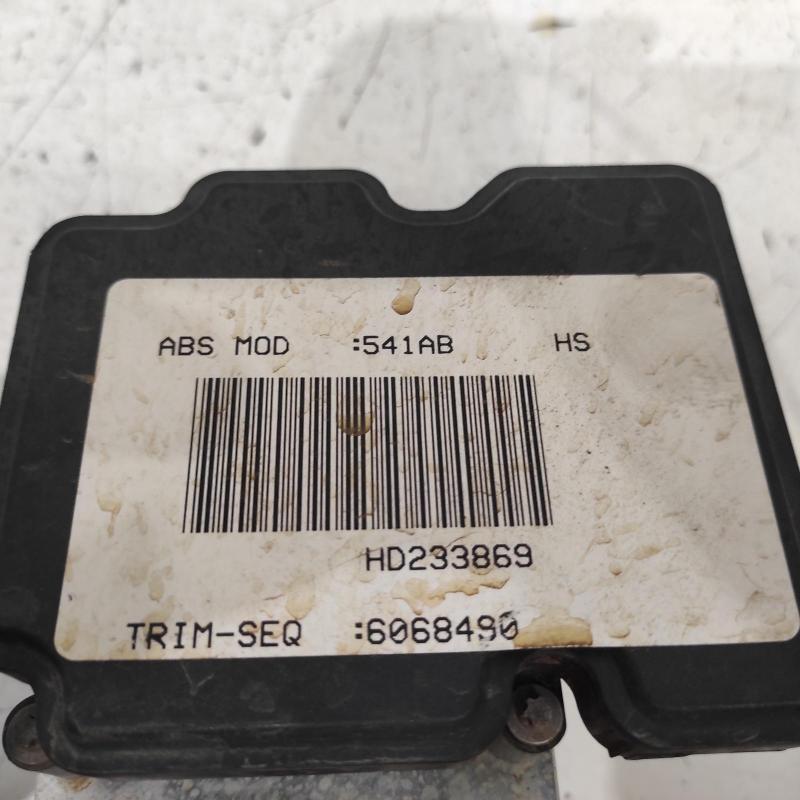 ABS MOD :541AB HS
HD233869
TRIM-SEQ :6068490